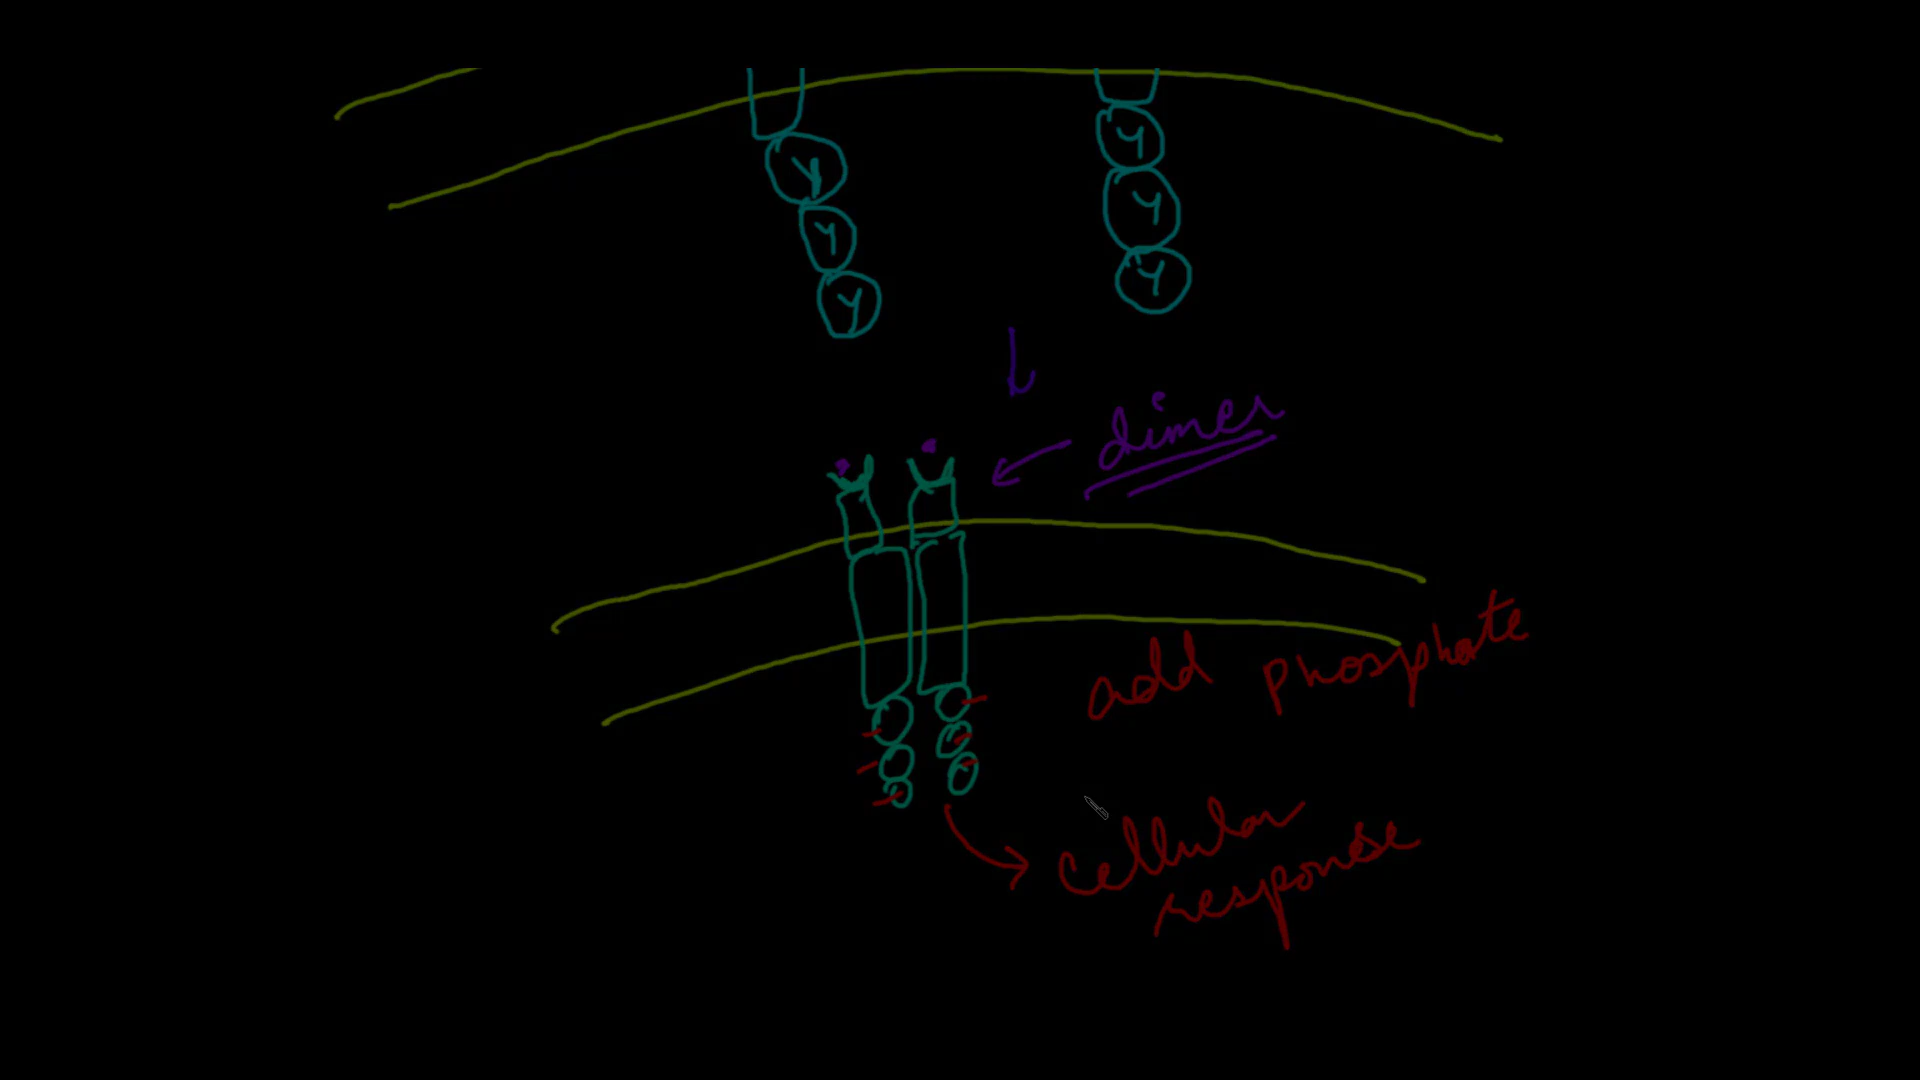 Y Y
Y Y
Y Y
dimer
add phosphate
cellular
response